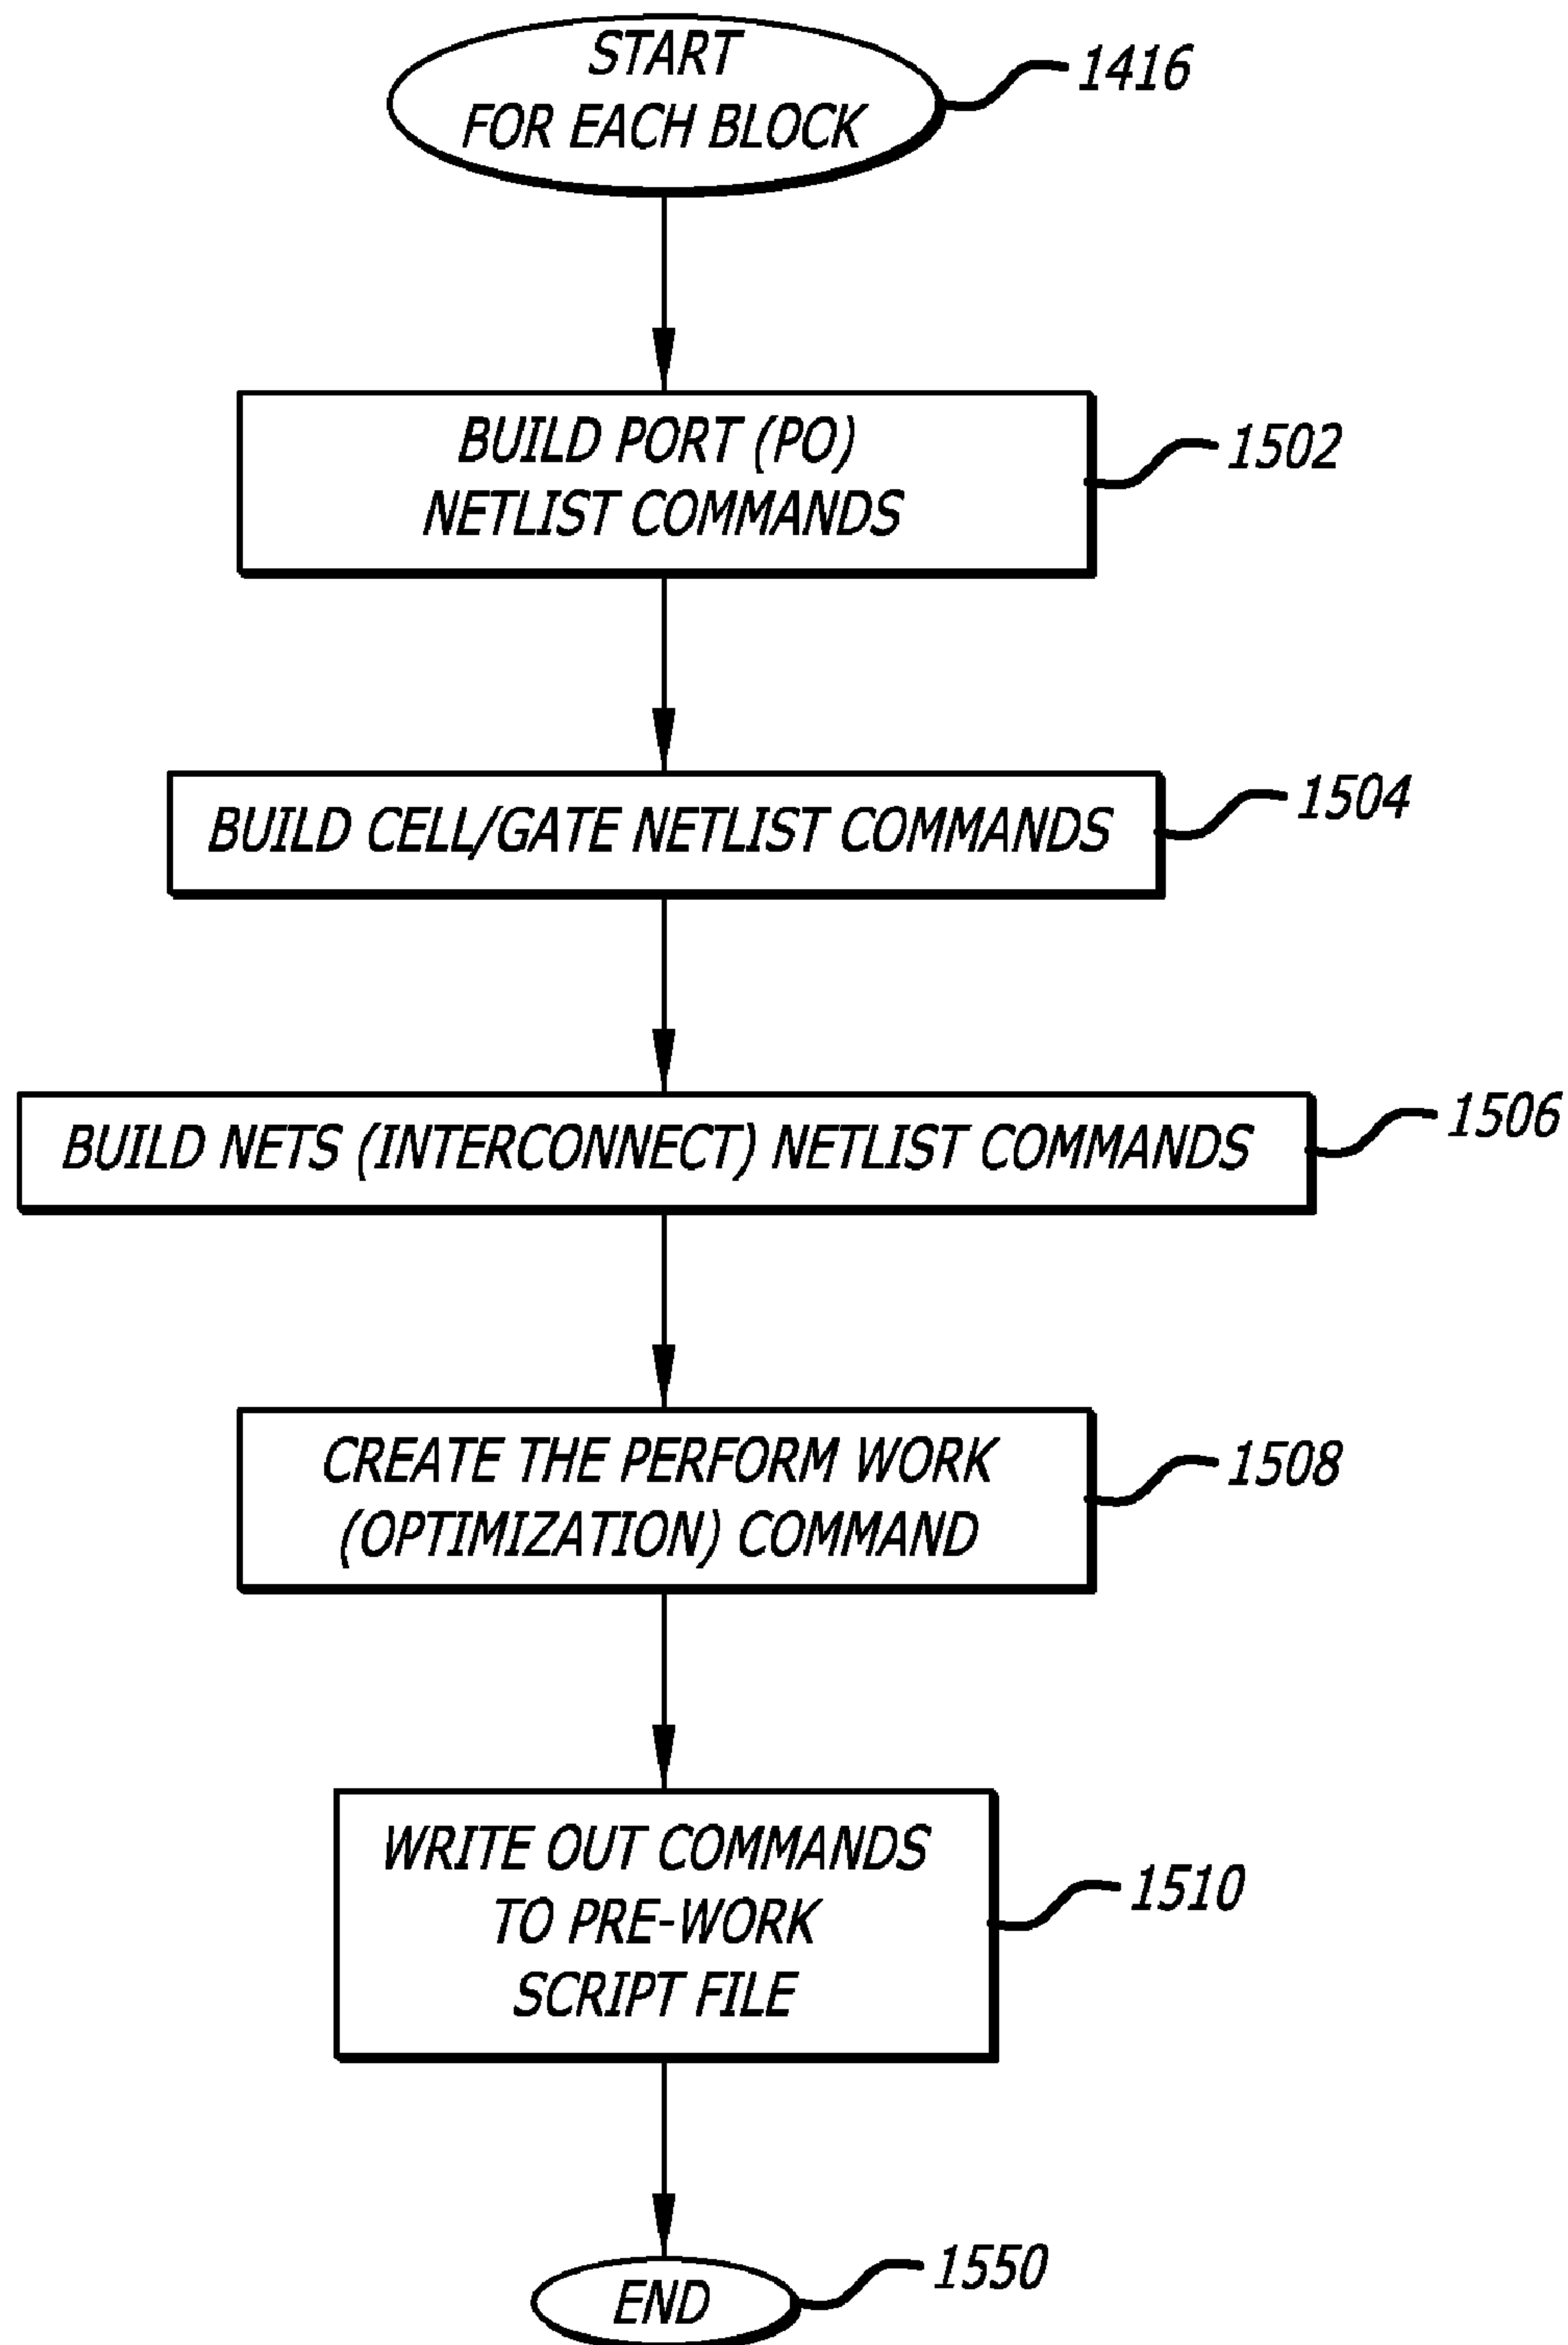 START
FOR EACH BLOCK
1416
BUILD PORT (PO)
NETLIST COMMANDS
1502
BUILD CELL/GATE NETLIST COMMANDS
1504
BUILD NETS (INTERCONNECT) NETLIST COMMANDS
1506
CREATE THE PERFORM WORK
(OPTIMIZATION) COMMAND
1508
WRITE OUT COMMANDS
TO PRE-WORK
SCRIPT FILE
1510
END
1550